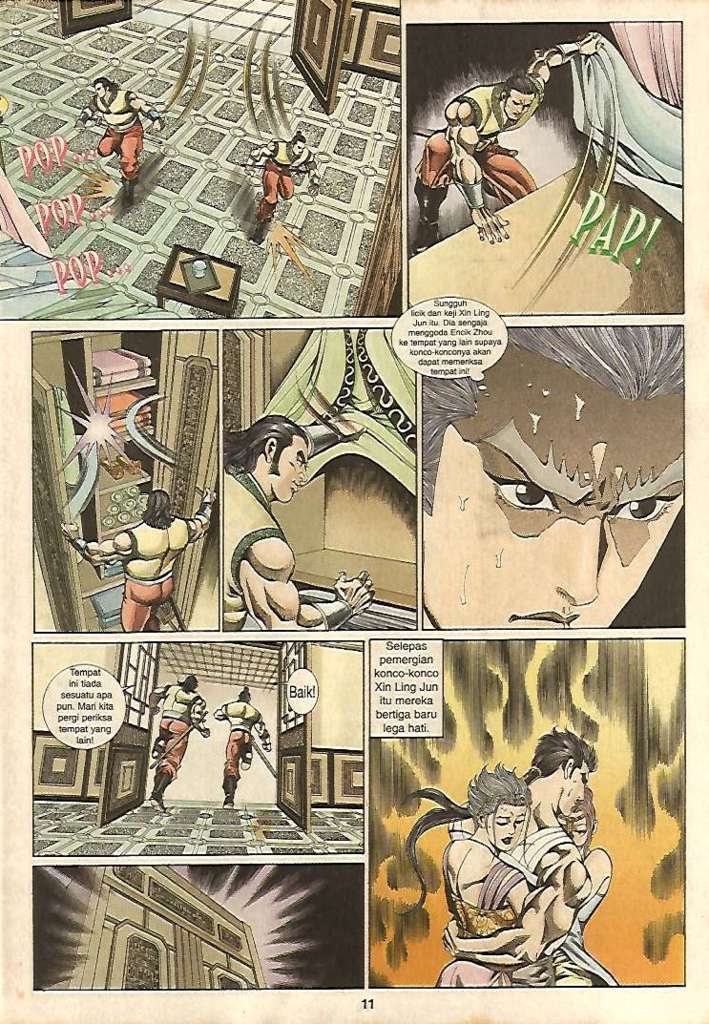 POP...
POP...
POP...
PAP!
Sungguh
licik dan keji Xin Ling
Jun itu. Dia sengaja
menggoda Encik Zhou
ke tempat yang lain supaya
konco-konconya akan
dapat memeriksa
tempat ini!
Tempat
ini tiada
sesuatu apa
pun. Mari kita
pergi periksa
tempat yang
lain!
Baik!
Selepas
pemergian
konco-konco
Xin Ling Jun
itu mereka
bertiga baru
lega hati.
11